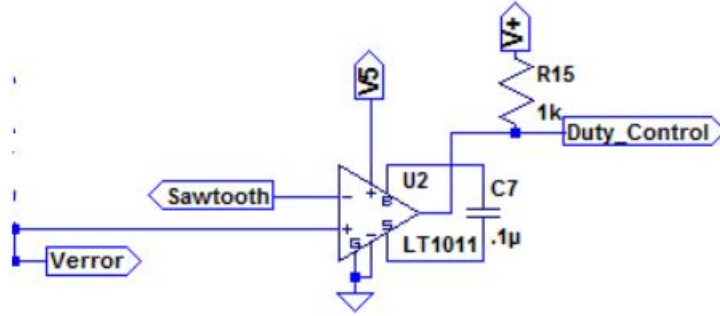 V+
R15
1k
V5
Duty_Control
U2
C7
Sawtooth
LT1011
.1µ
Verror
+
B
-
+
S
G
-